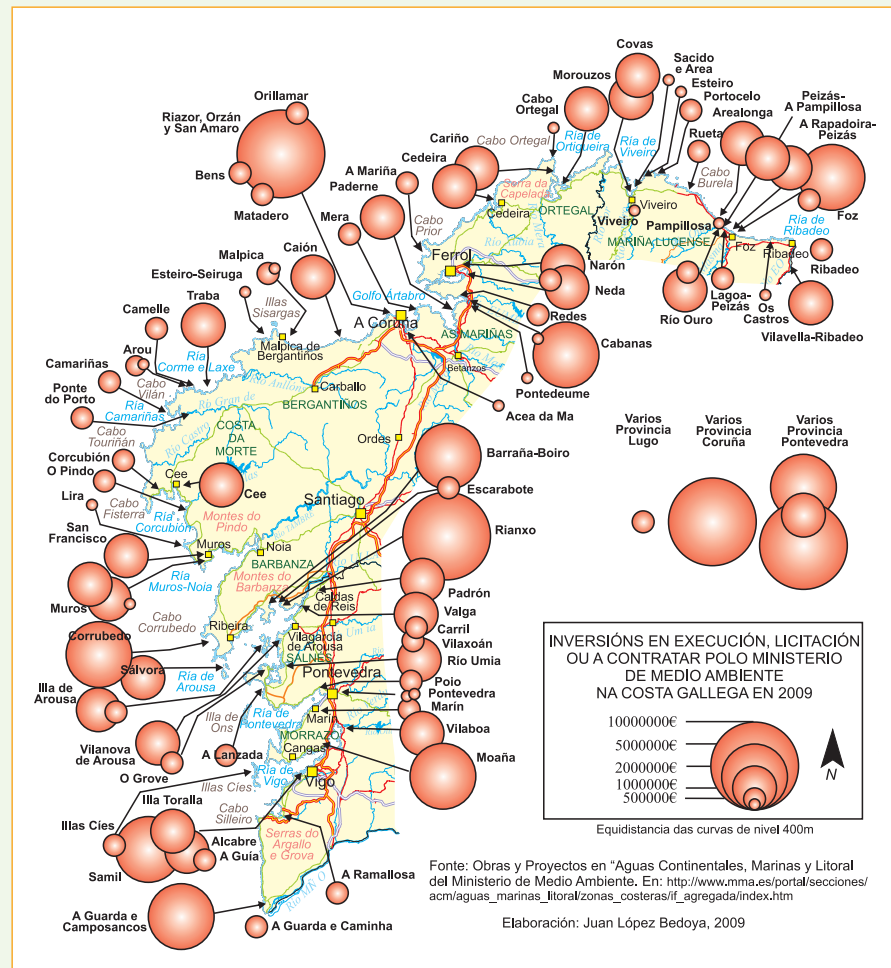 Covas
Sacido
e Area
Morouzos
Esteiro
Orillamar
Cabo
Ortegal
Portocelo
Peizás-
A Pampillosa
Riazor, Orzán
y San Amaro
Arealonga
A Rapadoira-
Peizás
Cariño
Cabo Ortegal
Ría de
Ortigueira
Ría de
Viveiro
Rueta
Cedeira
A Mariña
Paderne
Bens
Serra da
Capelada
Cabo
Burela
Matadero
Mera
Cedeira
ORTEGAL
Viveiro
Viveiro
Foz
Cabo
Prior
Pampillosa
Ría de
Ribadeo
MARIÑA LUCENSE
Foz
Ribadeo
Malpica
Caión
Ferrol
Narón
Ribadeo
Esteiro-Seiruga
Neda
Lagoa-
Peizás
Traba
Illas
Sisargas
Golfo Ártabro
Río Ouro
Os
Castros
Vilavella-Ribadeo
Camelle
A Coruña
Redes
AS MARIÑAS
Cabanas
Arou
Ría
Corme e Laxe
Malpica de
Bergantiños
Betanzos
Camariñas
Cabo
Vilán
Río Anllóns
Pontedeume
Ponte
do Porto
Carballo
Ría
Camariñas
Río Grande
BERGANTIÑOS
Acea da Ma
Cabo
Touriñán
Río Castro
COSTA
DA
MORTE
Ordes
Varios
Provincia
Lugo
Varios
Provincia
Coruña
Varios
Provincia
Pontevedra
Corcubión
O Pindo
Cee
Cee
Barraña-Boiro
Lira
Cabo
Fisterra
Ría
Corcubión
Escarabote
Santiago
San
Francisco
Montes do
Pindo
Rianxo
Muros
Noia
BARBANZA
Ría
Muros-Noia
Montes do
Barbanza
Muros
Caldas
de Reis
Padrón
Cabo
Corrubedo
Valga
Corrubedo
Ribeira
Vilagarcía
de Arousa
Umia
Carril
Vilaxoán
INVERSIÓNS EN EXECUCIÓN, LICITACIÓN
OU A CONTRATAR POLO MINISTERIO
DE MEDIO AMBIENTE
NA COSTA GALLEGA EN 2009
Sálvora
SALNÉS
Río Umia
Ría de
Arousa
Pontevedra
Illa de
Arousa
Poio
Pontevedra
Marín
Illa de
Ons
Ría de
Pontevedra
Marín
10000000€
5000000€
2000000€
1000000€
500000€
Vilaboa
MORRAZO
Vilanova
de Arousa
A Lanzada
Cangas
Moaña
O Grove
Ría de
Vigo
Illas Cíes
Vigo
N
Illa Toralla
Cabo
Silleiro
Equidistancia das curvas de nivel 400m
Illas Cíes
Alcabre
A Guía
Serras do
Argallo
e Grova
Samil
A Ramallosa
Fonte: Obras y Proyectos en “Aguas Continentales, Marinas y Litoral
del Ministerio de Medio Ambiente. En: http://www.mma.es/portal/secciones/
acm/aguas_marinas_litoral/zonas_costeras/if_agregada/index.htm
A Guarda e
Camposancos
A Guarda e Caminha
Elaboración: Juan López Bedoya, 2009